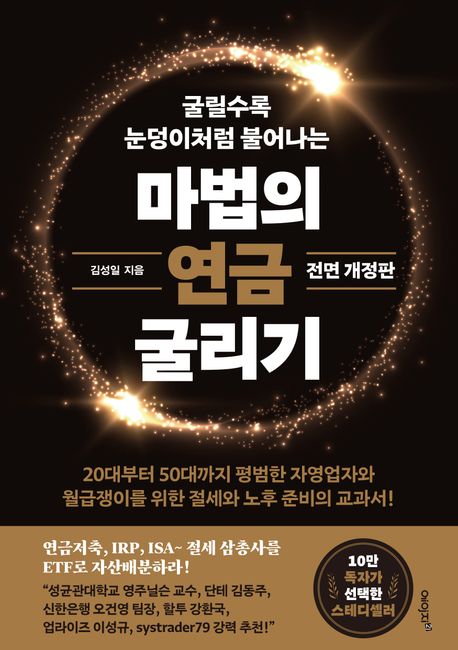 굴릴수록
눈덩이처럼 불어나는
마법의
김성일 지음
연금
전면 개정판
굴리기
20대부터 50대까지 평범한 자영업자와
월급쟁이를 위한 절세와 노후 준비의 교과서!
연금저축, IRP, ISA~ 절세 삼총사를
ETF로 자산배분하라!
“성균관대학교 영주닐슨 교수, 단테 김동주,
신한은행 오건영 팀장, 할투 강환국,
업라이즈 이성규, systrader79 강력 추천!”
10만
독자가
선택한
스테디셀러
에이지21